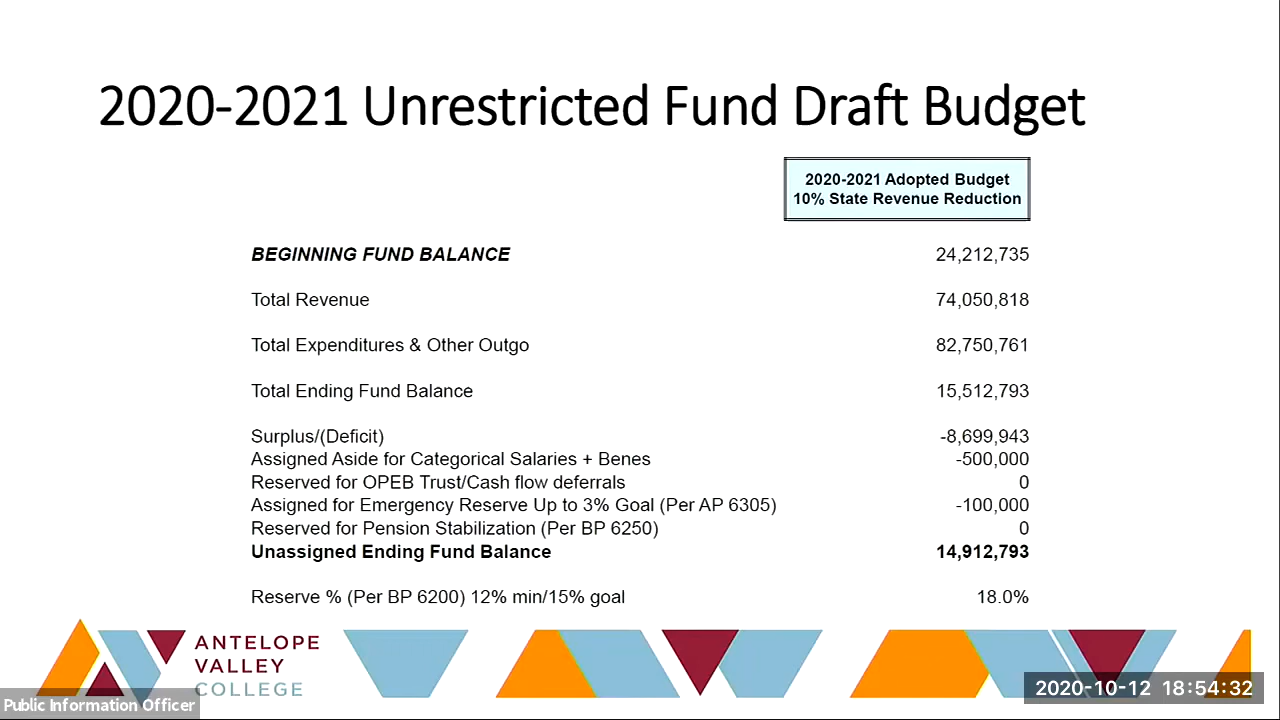 2020-2021 Unrestricted Fund Draft Budget
2020-2021 Adopted Budget
10% State Revenue Reduction
BEGINNING FUND BALANCE 24,212,735
Total Revenue 74,050,818
Total Expenditures & Other Outgo 82,750,761
Total Ending Fund Balance 15,512,793
Surplus/(Deficit) -8,699,943
Assigned Aside for Categorical Salaries + Benes -500,000
Reserved for OPEB Trust/Cash flow deferrals 0
Assigned for Emergency Reserve Up to 3% Goal (Per AP 6305) -100,000
Reserved for Pension Stabilization (Per BP 6250) 0
Unassigned Ending Fund Balance 14,912,793
Reserve % (Per BP 6200) 12% min/15% goal 18.0%
ANTELOPE
VALLEY
COLLEGE
Public Information Officer
2020-10-12 18:54:32